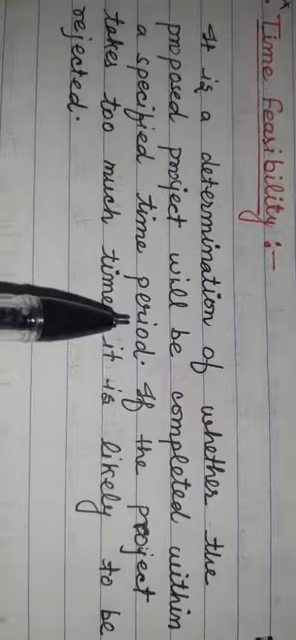 Time feasibility :-
It is a determination of whether the
proposed project will be completed within
a specified time period. If the project
takes too much time it is likely to be
rejected.